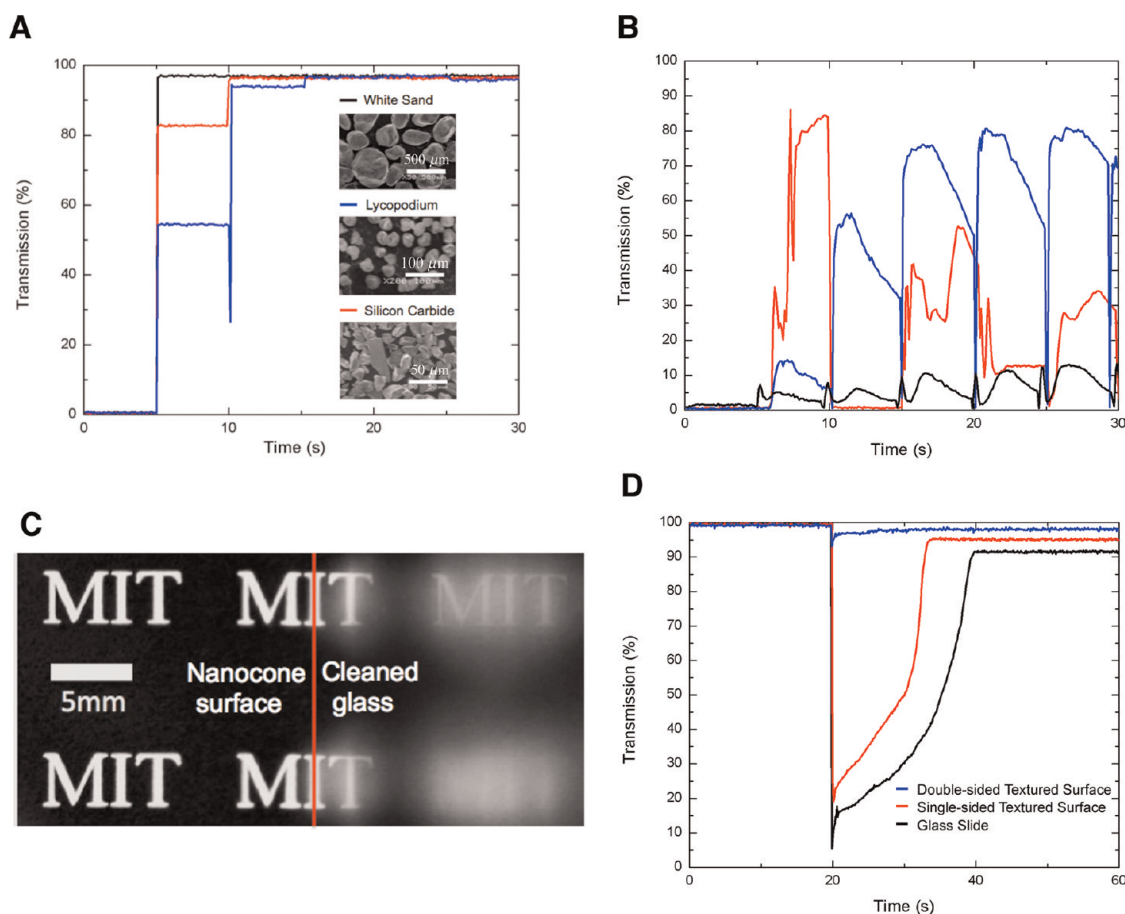 A
100
80
60
40
20
0
Transmission (%)
0
10
20
30
Time (s)
White Sand
500 μm
Lycopodium
100 μm
X200 100 μm
Silicon Carbide
50 μm
B
100
90
80
70
60
50
40
30
20
10
0
Transmission (%)
0
10
20
30
Time (s)
C
MIT MIT MIT
5mm
Nanocone Cleaned
surface glass
MIT MIT
D
100
90
80
70
60
50
40
30
20
10
0
Transmission (%)
0
20
40
60
Time (s)
Double-sided Textured Surface
Single-sided Textured Surface
Glass Slide